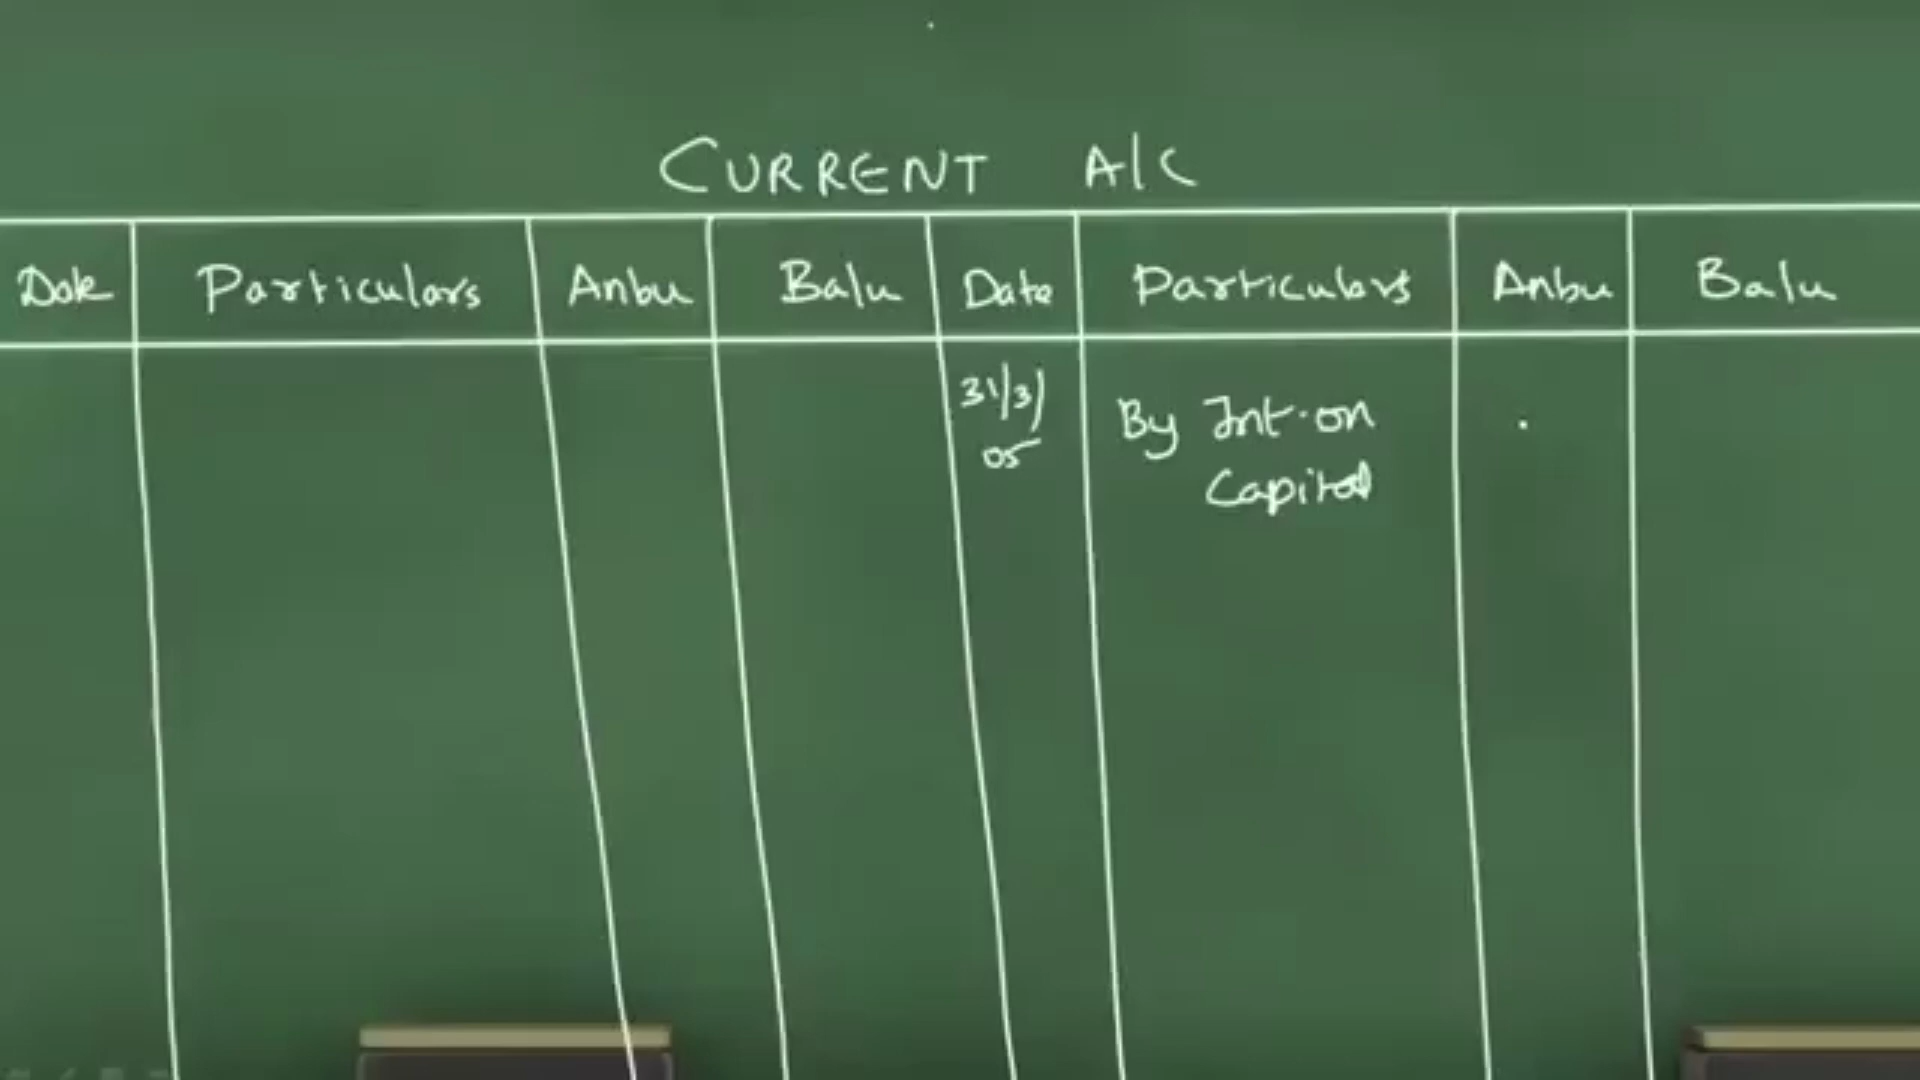 CURRENT A/C
Date Particulars Anbu Balu Date Particulars Anbu Balu
31/3/ By Int. on
05 Capital